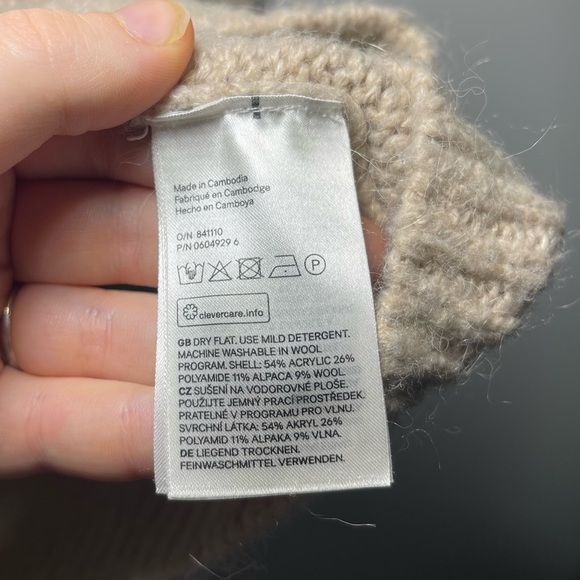 Made in Cambodia
Fabriqué en Cambodge
Hecho en Camboya
O/N 841110
P/N 0604929 6
P
clevercare.info
GB DRY FLAT. USE MILD DETERGENT.
MACHINE WASHABLE IN WOOL
PROGRAM. SHELL: 54% ACRYLIC 26%
POLYAMIDE 11% ALPACA 9% WOOL.
CZ SUŠENÍ NA VODOROVNÉ PLOŠE.
POUŽIJTE JEMNÝ PRACÍ PROSTŘEDEK.
PRATELNÉ V PROGRAMU PRO VLNU.
SVRCHNÍ LÁTKA: 54% AKRYL 26%
POLYAMID 11% ALPAKA 9% VLNA.
DE LIEGEND TROCKNEN.
FEINWASCHMITTEL VERWENDEN.